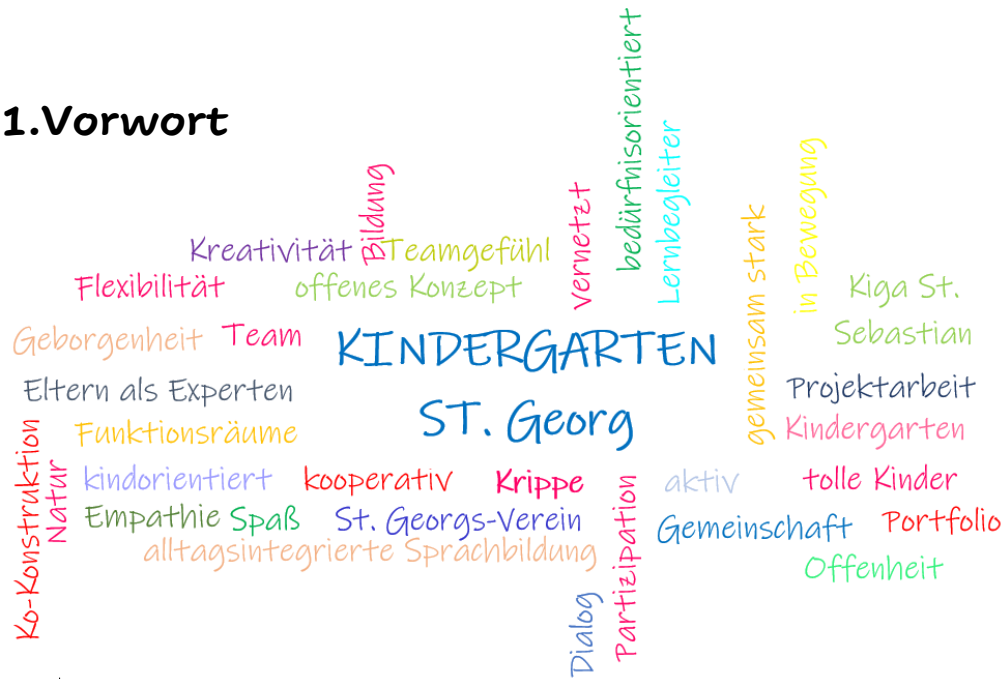 1.Vorwort
bedürfnisorientiert
Lernbegleiter
in Bewegung
Bildung
vernetzt
gemeinsam stark
Kreativität
Teamgefühl
Flexibilität
offenes Konzept
Kiga St.
Sebastian
Geborgenheit
Team
KINDERGARTEN
ST. Georg
Eltern als Experten
Projektarbeit
Funktionsräume
Kindergarten
Ko-Konstruktion
Natur
kindorientiert
kooperativ
Krippe
aktiv
tolle Kinder
Empathie
Spaß
St. Georgs-Verein
Partizipation
Gemeinschaft
Portfolio
alltagsintegrierte Sprachbildung
Offenheit
Dialog